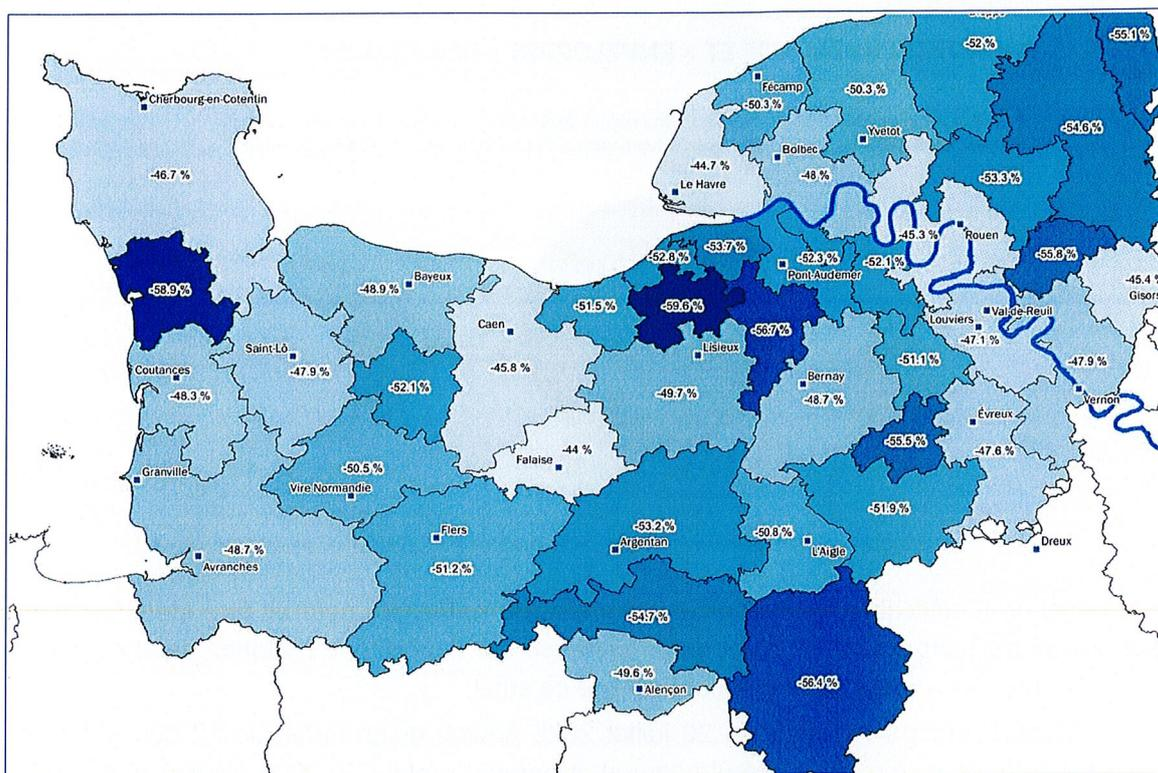 -55.1 %
-52 %
Cherbourg-en-Cotentin
Fécamp
-50.3 %
-50.3 %
-54.6 %
Yvetot
Bolbec
-46.7 %
-44.7 %
-48 %
-53.3 %
Le Havre
-45.3 %
Rouen
-53.7 %
-52.8 %
-52.3 %
Pont-Audemer
-52.1 %
-55.8 %
-45.4 %
Gisors
Bayeux
-48.9 %
-58.9 %
-51.5 %
-59.6 %
-56.7 %
Caen
Louviers
Val-de-Reuil
-47.1 %
Saint-Lô
-47.9 %
Lisieux
-51.1 %
-47.9 %
Coutances
-48.3 %
-52.1 %
-45.8 %
-49.7 %
Bernay
-48.7 %
Vernon
Évreux
-47.6 %
-55.5 %
-44 %
Falaise
Granville
-50.5 %
Vire Normandie
-51.9 %
Flers
-53.2 %
Argentan
-50.8 %
L'Aigle
Dreux
-48.7 %
Avranches
-51.2 %
-54.7 %
-49.6 %
Alençon
-56.4 %